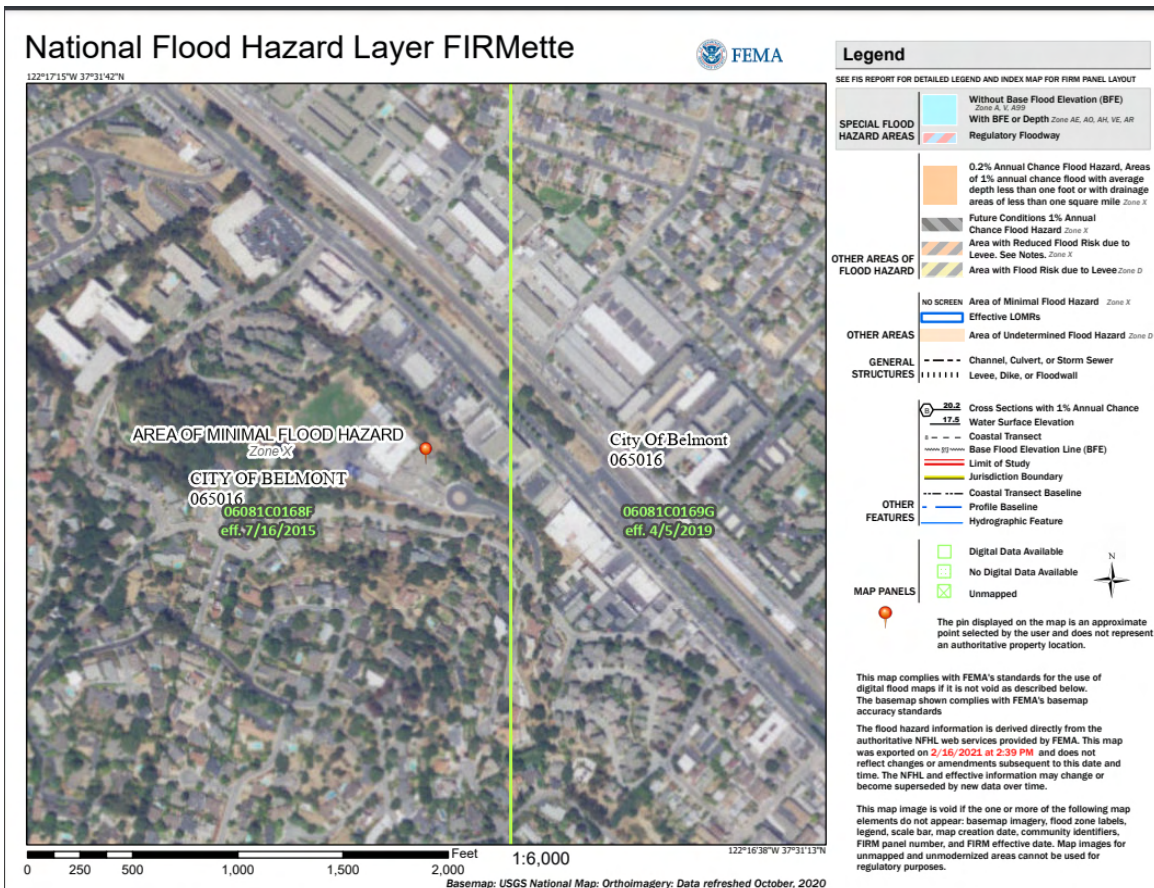 National Flood Hazard Layer FIRMette
FEMA
122°17'15"W 37°31'42"N
AREA OF MINIMAL FLOOD HAZARD
Zone X
CITY OF BELMONT
065016
06081C0168F
eff. 7/16/2015
City Of Belmont
065016
06081C0169G
eff. 4/5/2019
122°16'38"W 37°31'13"N
Feet
1:6,000
0 250 500 1,000 1,500 2,000
Basemap: USGS National Map: Orthoimagery: Data refreshed October, 2020
Legend
SEE FIS REPORT FOR DETAILED LEGEND AND INDEX MAP FOR FIRM PANEL LAYOUT
SPECIAL FLOOD
HAZARD AREAS
Without Base Flood Elevation (BFE)
Zone A, V, A99
With BFE or Depth Zone AE, AO, AH, VE, AR
Regulatory Floodway
OTHER AREAS OF
FLOOD HAZARD
0.2% Annual Chance Flood Hazard, Areas
of 1% annual chance flood with average
depth less than one foot or with drainage
areas of less than one square mile Zone X
Future Conditions 1% Annual
Chance Flood Hazard Zone X
Area with Reduced Flood Risk due to
Levee. See Notes. Zone X
Area with Flood Risk due to Levee Zone D
OTHER AREAS
NO SCREEN Area of Minimal Flood Hazard Zone X
Effective LOMRs
Area of Undetermined Flood Hazard Zone D
GENERAL
STRUCTURES
Channel, Culvert, or Storm Sewer
Levee, Dike, or Floodwall
OTHER
FEATURES
B 20.2 Cross Sections with 1% Annual Chance
17.5 Water Surface Elevation
8 Coastal Transect
513 Base Flood Elevation Line (BFE)
Limit of Study
Jurisdiction Boundary
Coastal Transect Baseline
Profile Baseline
Hydrographic Feature
MAP PANELS
Digital Data Available
No Digital Data Available
Unmapped
N
The pin displayed on the map is an approximate
point selected by the user and does not represent
an authoritative property location.
This map complies with FEMA's standards for the use of
digital flood maps if it is not void as described below.
The basemap shown complies with FEMA's basemap
accuracy standards
The flood hazard information is derived directly from the
authoritative NFHL web services provided by FEMA. This map
was exported on 2/16/2021 at 2:39 PM and does not
reflect changes or amendments subsequent to this date and
time. The NFHL and effective information may change or
become superseded by new data over time.
This map image is void if the one or more of the following map
elements do not appear: basemap imagery, flood zone labels,
legend, scale bar, map creation date, community identifiers,
FIRM panel number, and FIRM effective date. Map images for
unmapped and unmodernized areas cannot be used for
regulatory purposes.